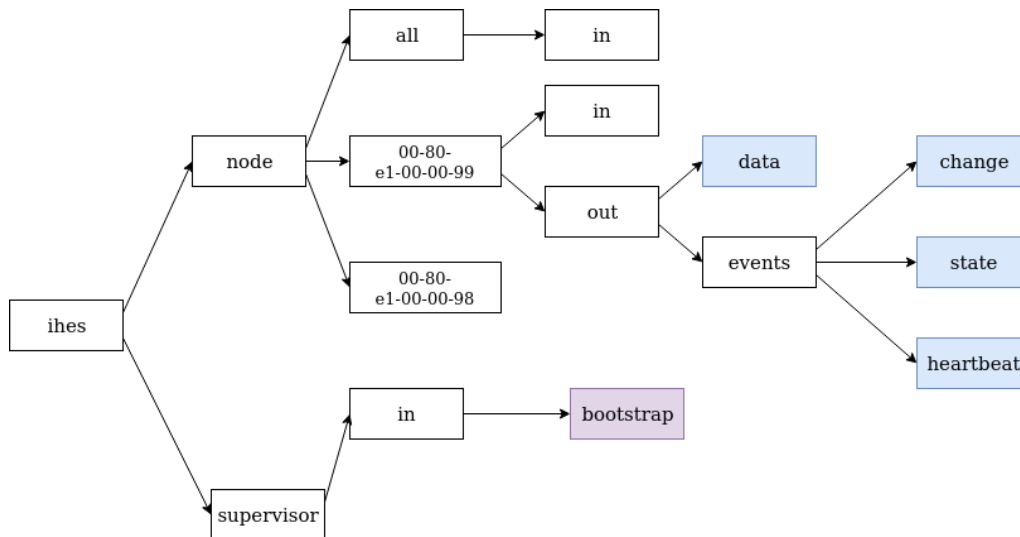 all
in
in
node
00-80-
e1-00-00-99
data
change
out
events
state
00-80-
e1-00-00-98
ihes
heartbeat
in
bootstrap
supervisor